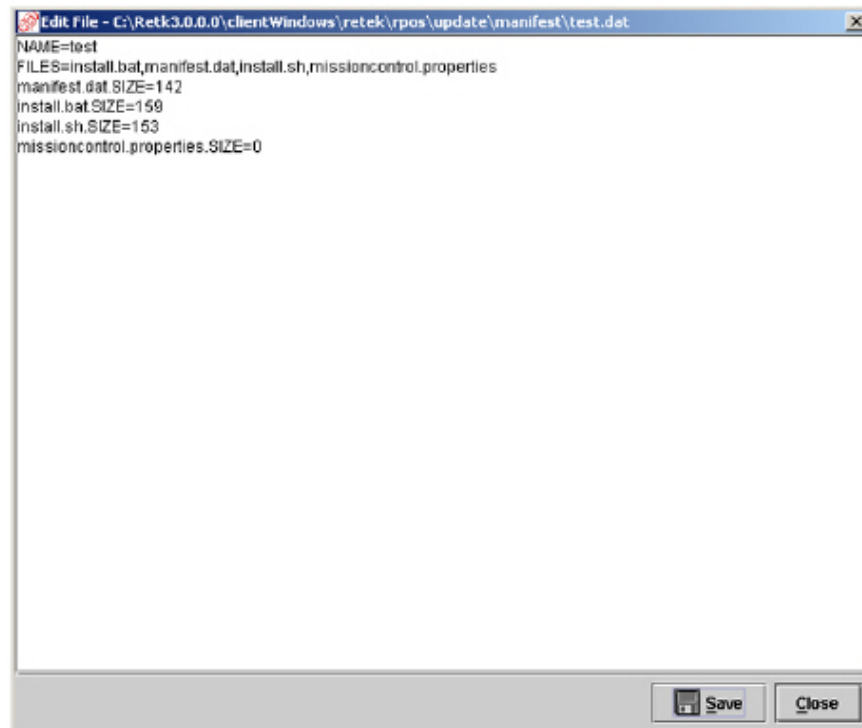 Edit File - C:\Retk3.0.0.0\clientWindows\retek\rpos\update\manifest\test.dat
NAME=test
FILES=install.bat,manifest.dat,install.sh,missioncontrol.properties
manifest.dat.SIZE=142
install.bat.SIZE=159
install.sh.SIZE=153
missioncontrol.properties.SIZE=0
Save Close